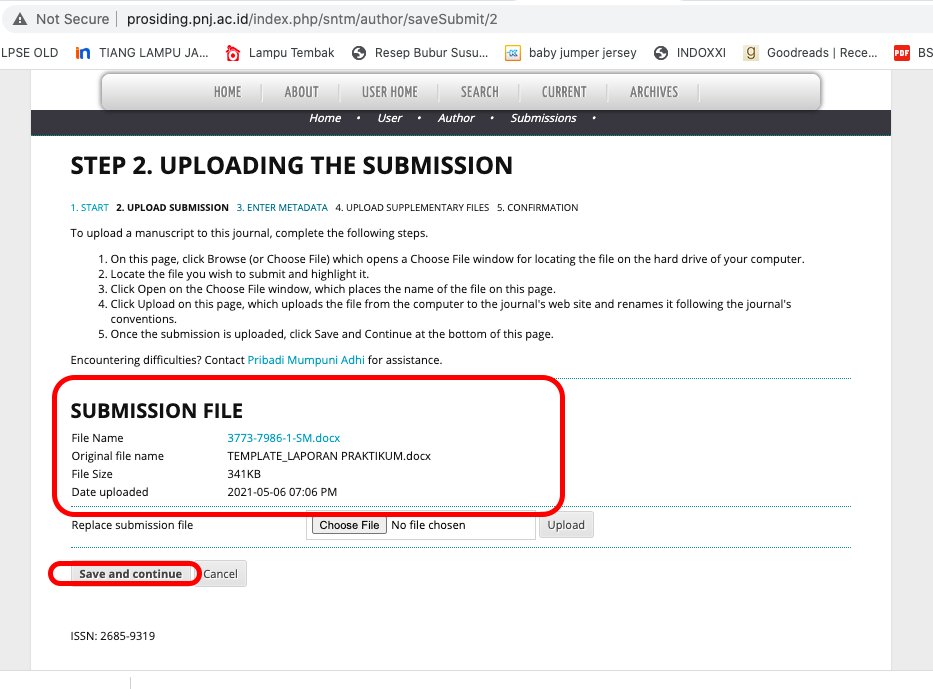 Not Secure | prosiding.pnj.ac.id/index.php/sntm/author/saveSubmit/2
LPSE OLD in TIANG LAMPU JA... Lampu Tembak Resep Bubur Susu... baby jumper jersey INDOXXI g Goodreads | Rece... PDF BS
HOME ABOUT USER HOME SEARCH CURRENT ARCHIVES
Home • User • Author • Submissions •
STEP 2. UPLOADING THE SUBMISSION
1. START 2. UPLOAD SUBMISSION 3. ENTER METADATA 4. UPLOAD SUPPLEMENTARY FILES 5. CONFIRMATION
To upload a manuscript to this journal, complete the following steps.
1. On this page, click Browse (or Choose File) which opens a Choose File window for locating the file on the hard drive of your computer.
2. Locate the file you wish to submit and highlight it.
3. Click Open on the Choose File window, which places the name of the file on this page.
4. Click Upload on this page, which uploads the file from the computer to the journal's web site and renames it following the journal's
conventions.
5. Once the submission is uploaded, click Save and Continue at the bottom of this page.
Encountering difficulties? Contact Pribadi Mumpuni Adhi for assistance.
SUBMISSION FILE
File Name 3773-7986-1-SM.docx
Original file name TEMPLATE_LAPORAN PRAKTIKUM.docx
File Size 341KB
Date uploaded 2021-05-06 07:06 PM
Replace submission file Choose File No file chosen Upload
Save and continue Cancel
ISSN: 2685-9319